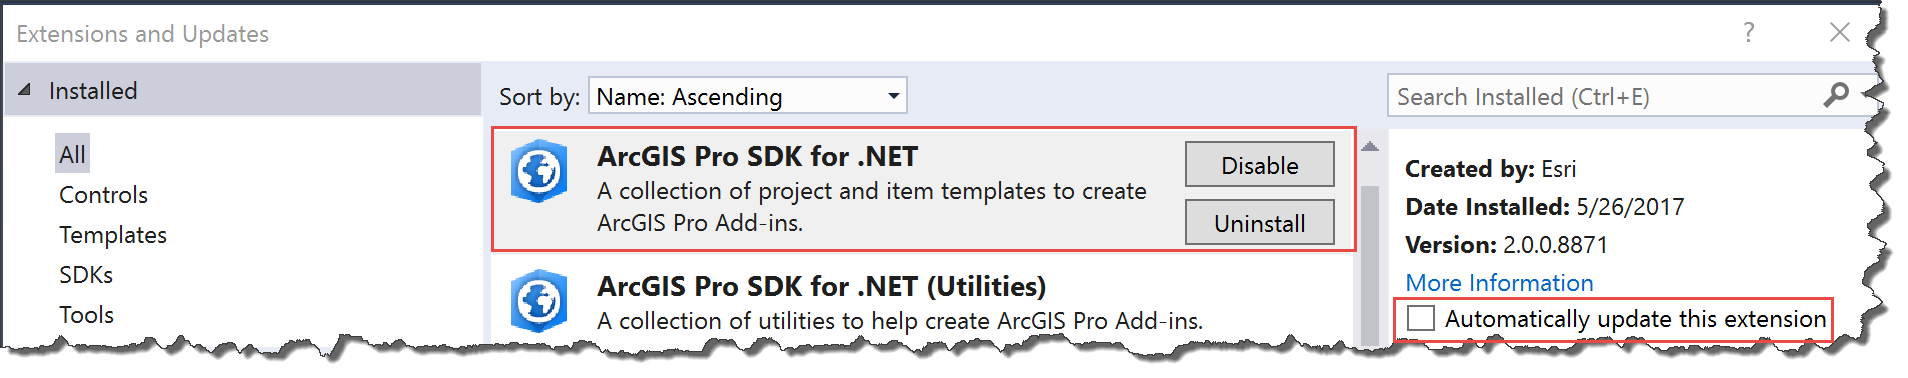 Extensions and Updates
?
Installed
All
Controls
Templates
SDKs
Tools
Sort by: Name: Ascending
ArcGIS Pro SDK for .NET
A collection of project and item templates to create
ArcGIS Pro Add-ins.
Disable
Uninstall
ArcGIS Pro SDK for .NET (Utilities)
A collection of utilities to help create ArcGIS Pro Add-ins.
Search Installed (Ctrl+E)
Created by: Esri
Date Installed: 5/26/2017
Version: 2.0.0.8871
More Information
Automatically update this extension